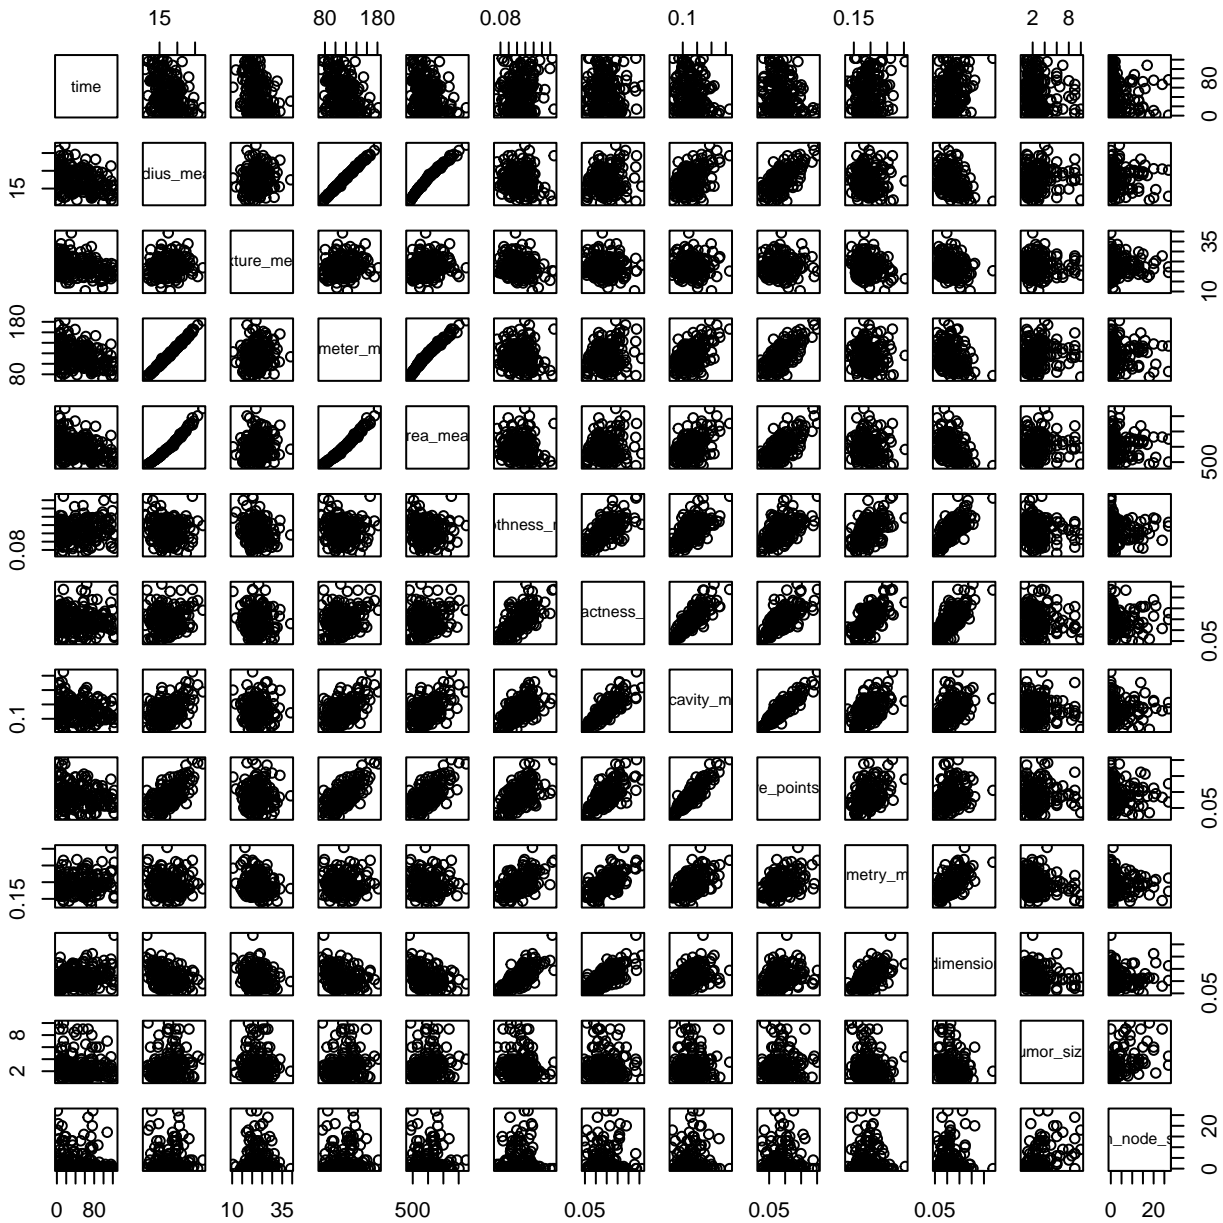 15 80 180 0.08 0.1 0.15 2 8
time 0 80
15 dius_mea
xture_me 10 35
80 180 meter_m
rea_mea 500
0.08 othness_r
actness_ 0.05
0.1 cavity_m
e_points 0.05
0.15 metry_m
dimension 0.05
2 8 umor_siz
n_node_s 0 20
0 80 10 35 500 0.05 0.05 0.05 0 20